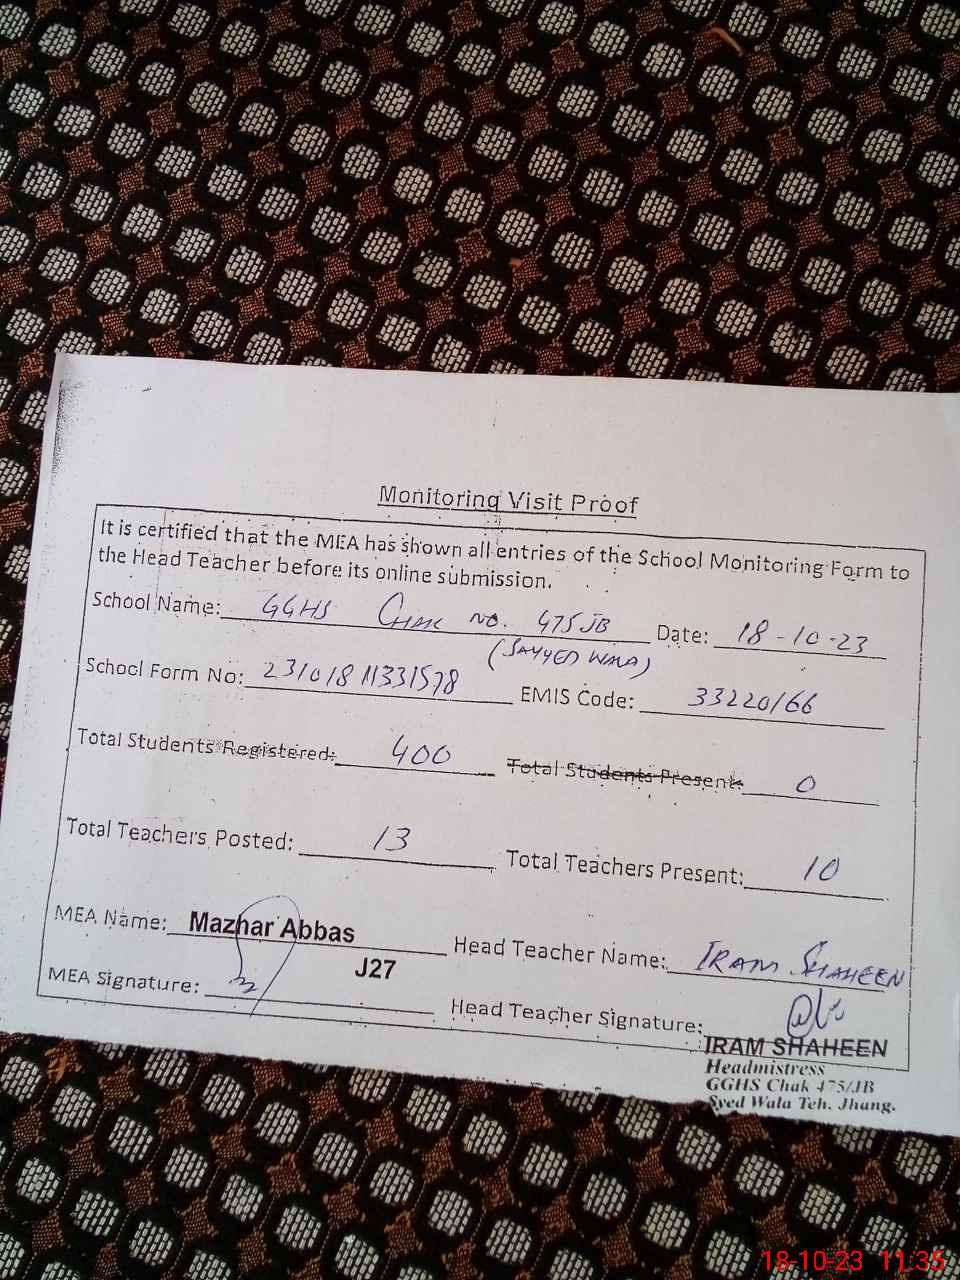 Monitoring Visit Proof
It is certified that the MEA has shown all entries of the School Monitoring Form to
the Head Teacher before its online submission.
School Name: GGHS Chak No. 475JB Date: 18-10-23
(SAYYED WALA)
School Form No: 231018 11331578 EMIS Code: 33220166
Total Students Registered: 400 Total Students Present: 0
Total Teachers Posted: 13 Total Teachers Present: 10
MEA Name: Mazhar Abbas Head Teacher Name: IRAM SHAHEEN
J27
MEA Signature: Head Teacher Signature:
IRAM SHAHEEN
Headmistress
GGHS Chak 475/JB
Syed Wala Teh. Jhang.
18-10-23 11:35